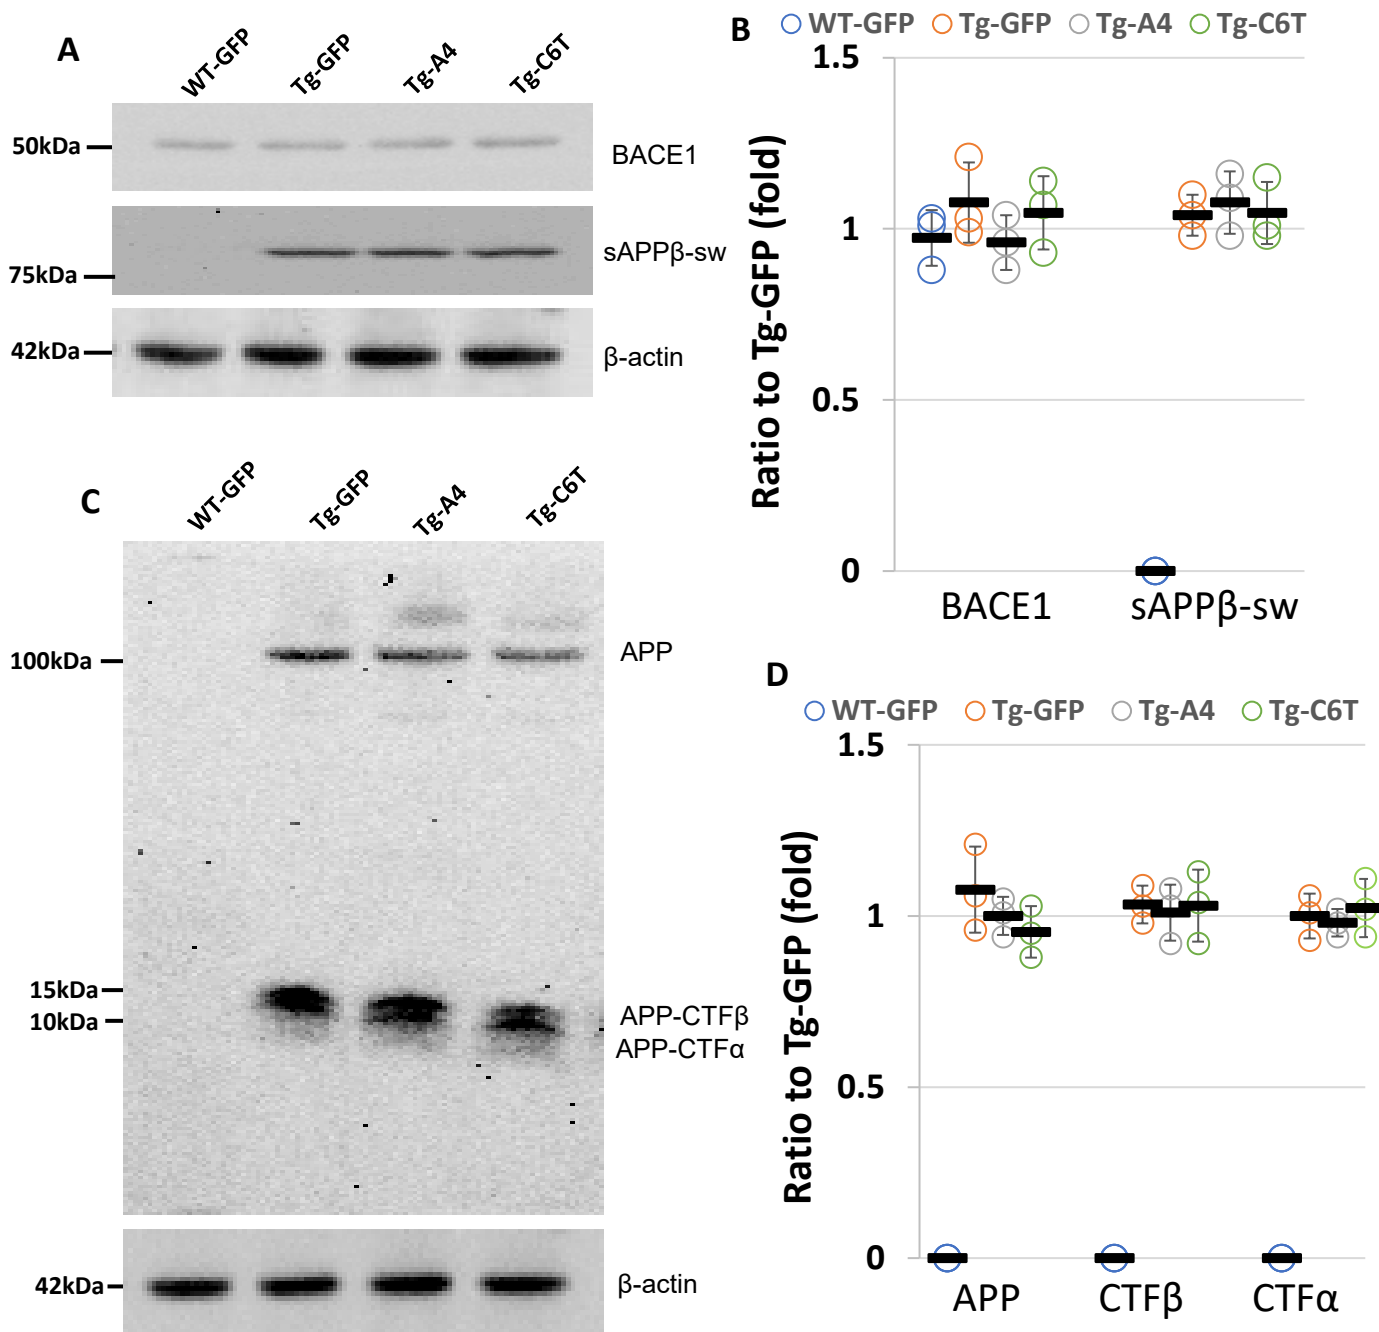 A
WT-GFP
Tg-GFP
Tg-A4
Tg-C6T
50kDa
BACE1
75kDa
sAPPβ-sw
42kDa
β-actin
B
WT-GFP Tg-GFP Tg-A4 Tg-C6T
Ratio to Tg-GFP (fold)
1.5
1
0.5
0
BACE1 sAPPβ-sw
C
WT-GFP
Tg-GFP
Tg-A4
Tg-C6T
100kDa
APP
15kDa
10kDa
APP-CTFβ
APP-CTFα
42kDa
β-actin
D
WT-GFP Tg-GFP Tg-A4 Tg-C6T
Ratio to Tg-GFP (fold)
1.5
1
0.5
0
APP CTFβ CTFα